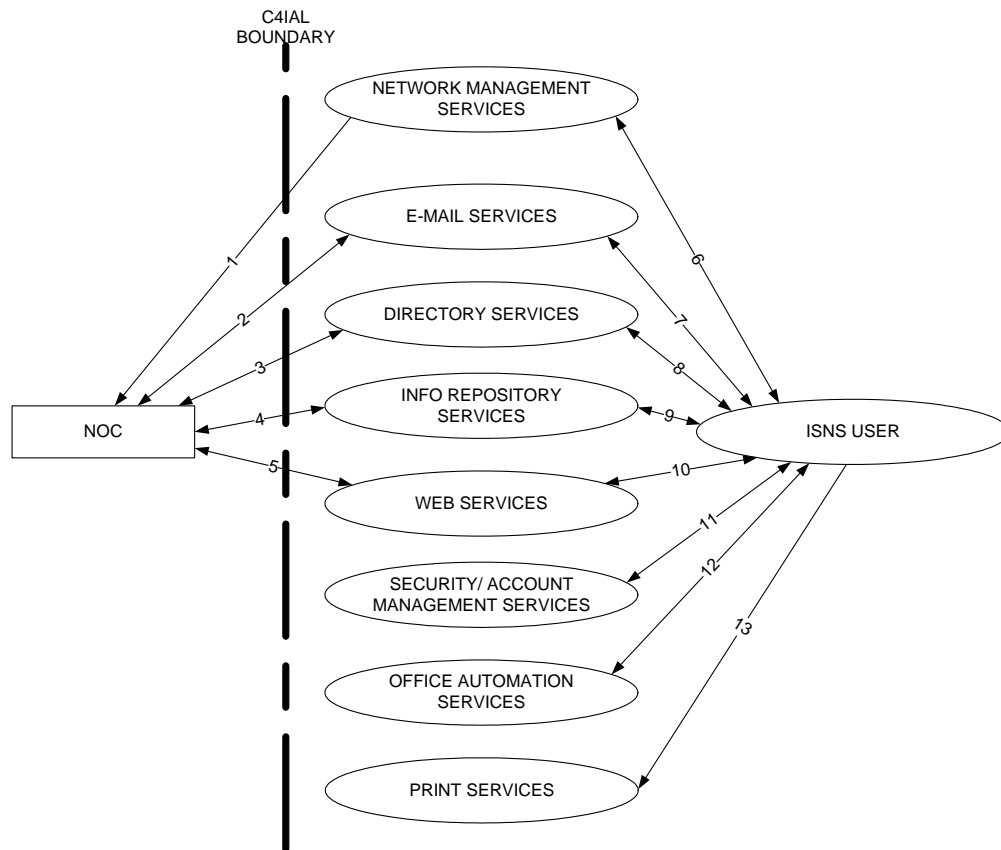 C4IAL
BOUNDARY
NETWORK MANAGEMENT
SERVICES
E-MAIL SERVICES
DIRECTORY SERVICES
INFO REPOSITORY
SERVICES
WEB SERVICES
SECURITY/ ACCOUNT
MANAGEMENT SERVICES
OFFICE AUTOMATION
SERVICES
PRINT SERVICES
NOC
ISNS USER
1
2
3
4
5
6
7
8
9
10
11
12
13